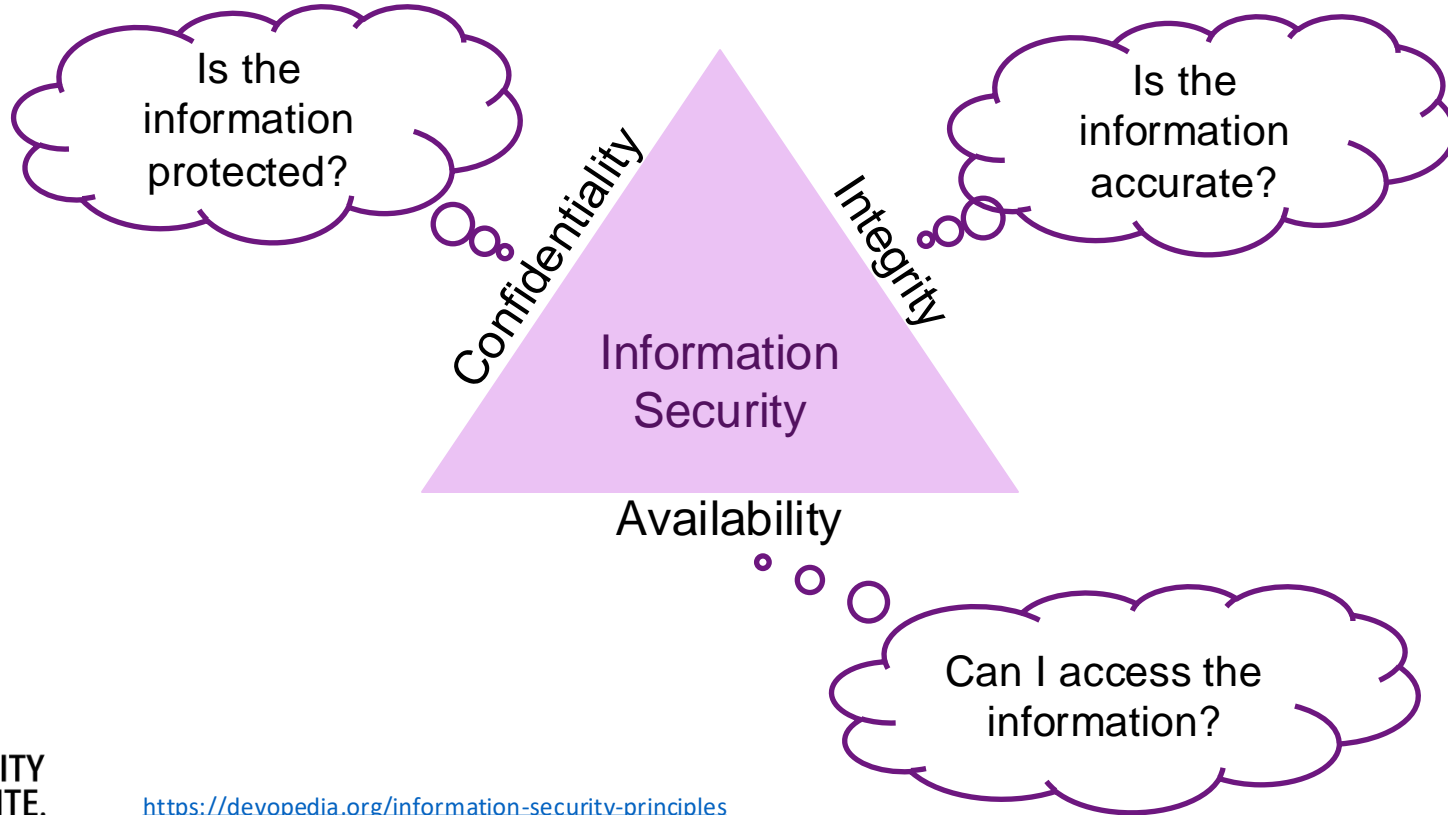 Is the
information
protected?
Is the
information
accurate?
Confidentiality
Integrity
Information
Security
Availability
Can I access the
information?
ITY
ITE.
https://devopedia.org/information-security-principles